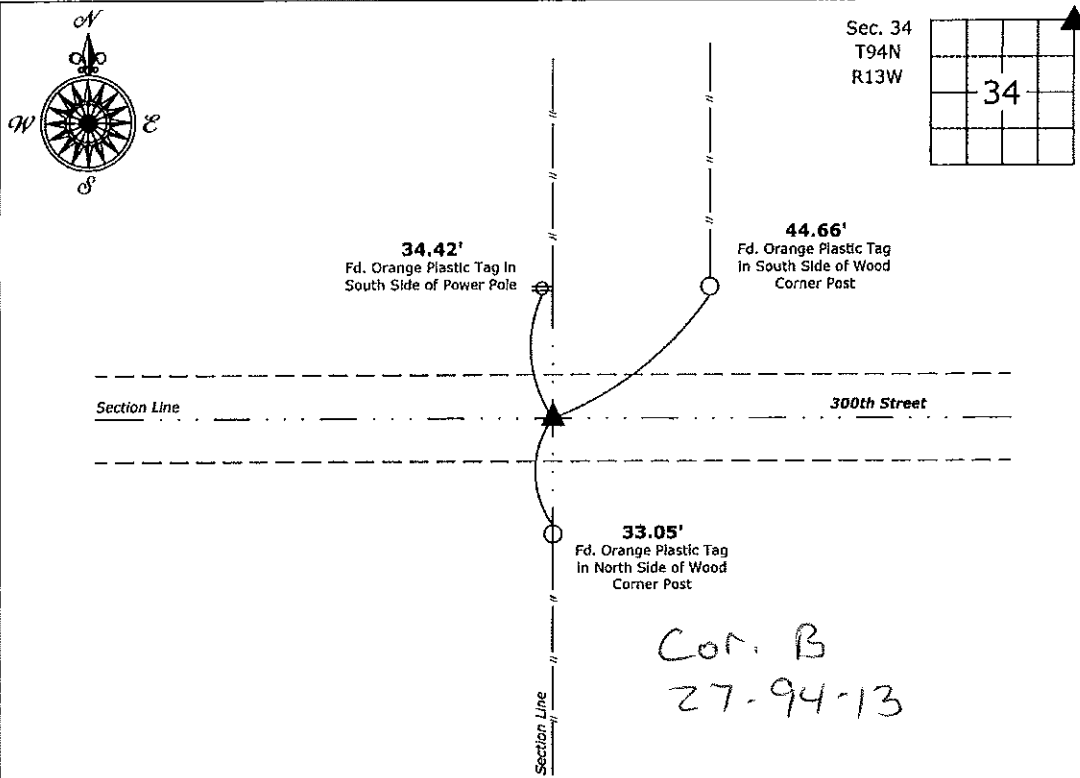 N
W
E
S
Sec. 34
T94N
R13W
34
34.42'
Fd. Orange Plastic Tag in
South Side of Power Pole
44.66'
Fd. Orange Plastic Tag
in South Side of Wood
Corner Post
Section Line
300th Street
33.05'
Fd. Orange Plastic Tag
in North Side of Wood
Corner Post
Section Line
Cor. B
27-94-13